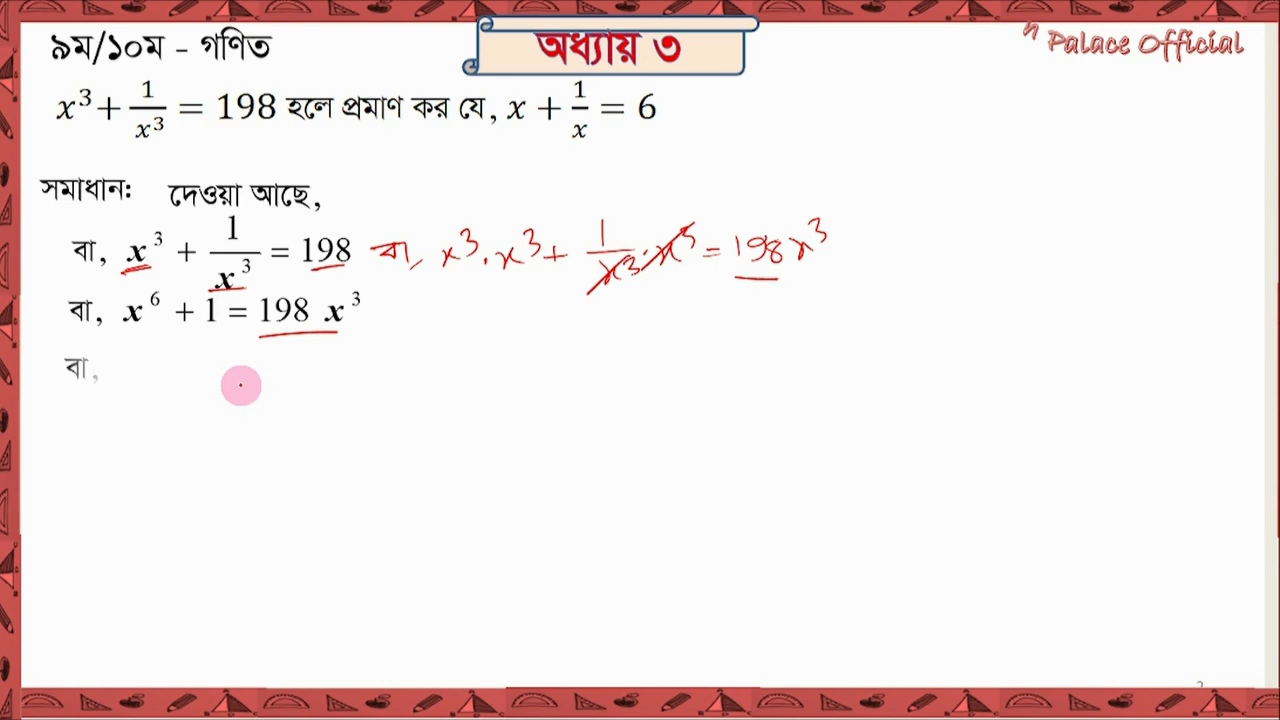 ৯ম/১০ম - গণিত
অধ্যায় ৩
Palace Official
x³ + 1/x³ = 198 হলে প্রমাণ কর যে, x + 1/x = 6
সমাধানঃ দেওয়া আছে,
বা, x³ + 1/x³ = 198 বা, x³.x³ + 1/x³.x³ = 198x³
বা, x⁶ + 1 = 198 x³
বা,